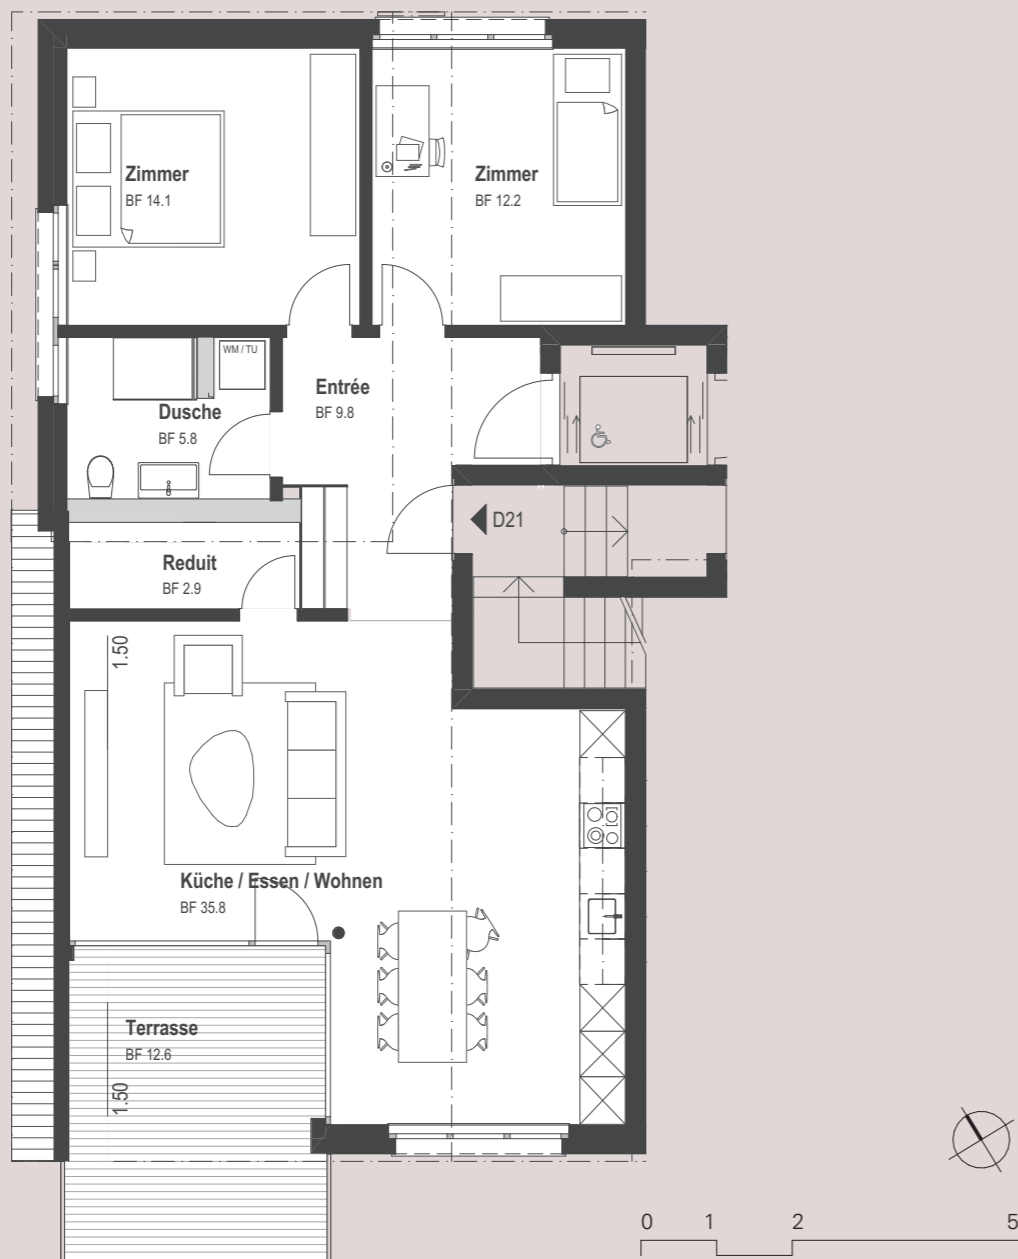 Zimmer
BF 14.1
Zimmer
BF 12.2
WM / TU
Entrée
BF 9.8
Dusche
BF 5.8
D21
Reduit
BF 2.9
1.50
Küche / Essen / Wohnen
BF 35.8
Terrasse
BF 12.6
1.50
0 1 2 5